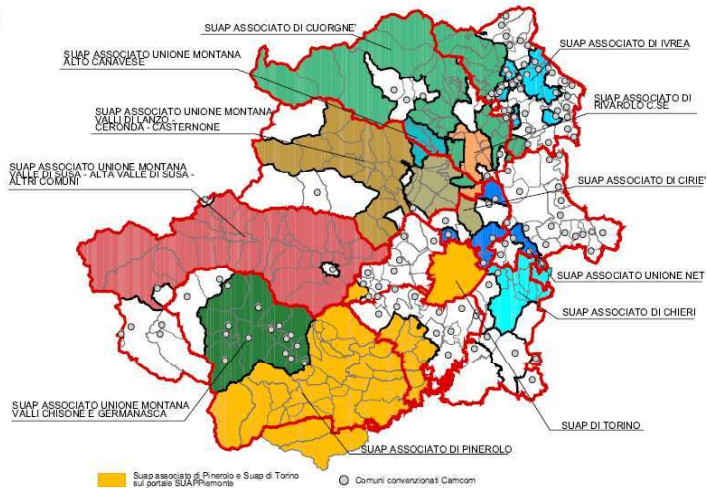 SUAP ASSOCIATO DI CUORGNE'
SUAP ASSOCIATO DI IVREA
SUAP ASSOCIATO UNIONE MONTANA
ALTO CANAVESE
SUAP ASSOCIATO DI
RIVAROLO C.SE
SUAP ASSOCIATO UNIONE MONTANA
VALLI DI LANZO -
CERONDA - CASTERNONE
SUAP ASSOCIATO UNIONE MONTANA
VALLE DI SUSA - ALTA VALLE DI SUSA -
ALTRI COMUNI
SUAP ASSOCIATO DI CIRIE'
SUAP ASSOCIATO UNIONE NET
SUAP ASSOCIATO DI CHIERI
SUAP ASSOCIATO UNIONE MONTANA
VALLI CHISONE E GERMANASCA
SUAP DI TORINO
SUAP ASSOCIATO DI PINEROLO
Suap associato di Pinerolo e Suap di Torino
sul portale SUAPPiemonte
Comuni convenzionati Camcom